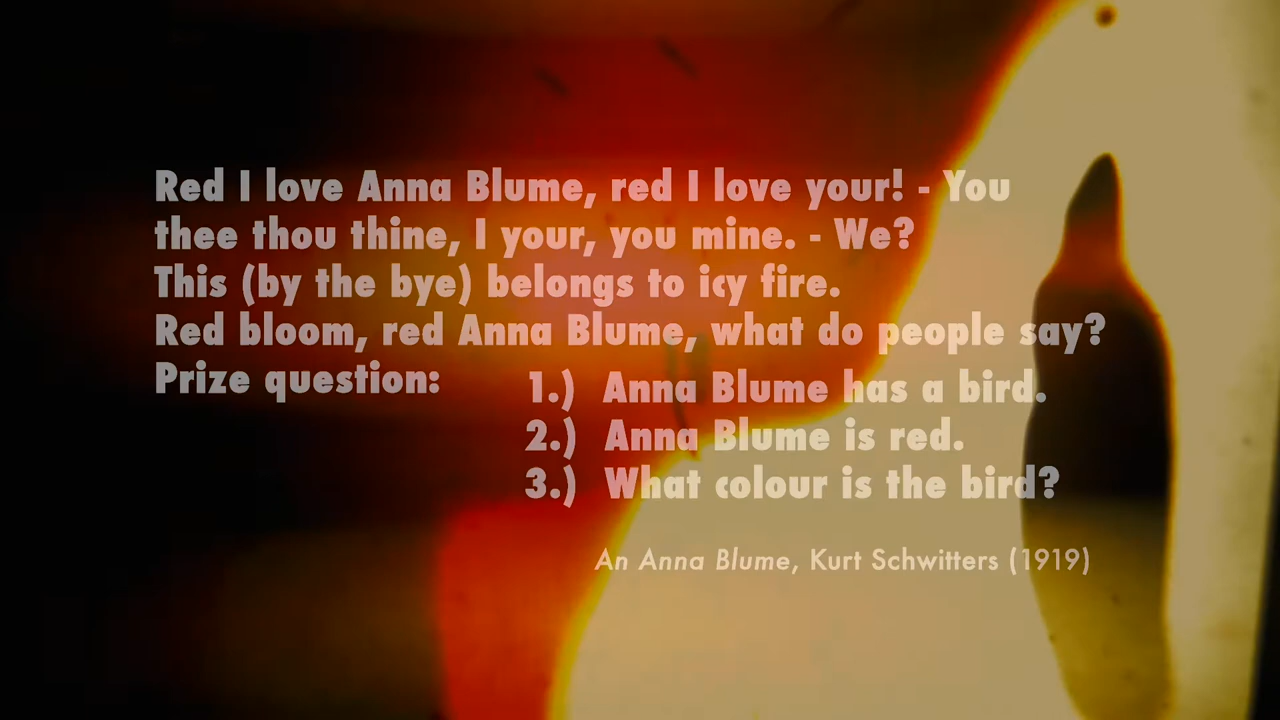 Red I love Anna Blume, red I love your! - You
thee thou thine, I your, you mine. - We?
This (by the bye) belongs to icy fire.
Red bloom, red Anna Blume, what do people say?
Prize question:
1.) Anna Blume has a bird.
2.) Anna Blume is red.
3.) What colour is the bird?
An Anna Blume, Kurt Schwitters (1919)